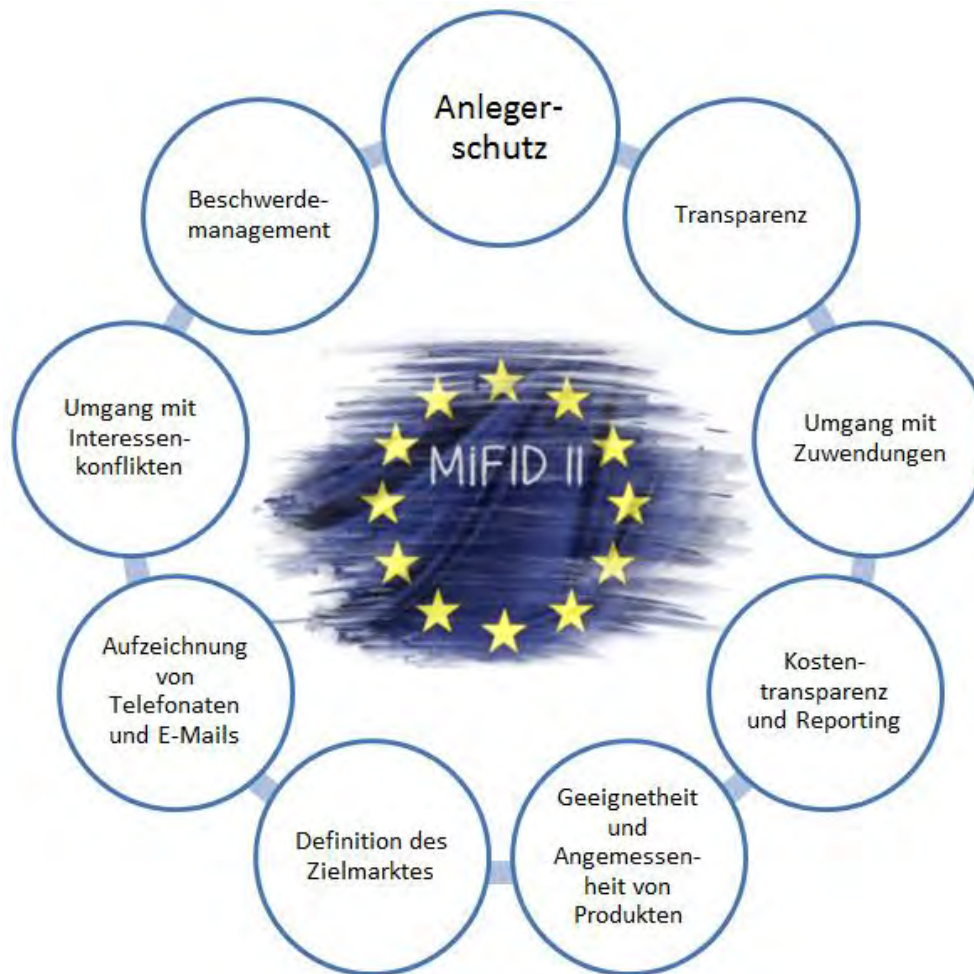 Anleger-
schutz
Transparenz
Umgang mit
Zuwendungen
Kosten-
transparenz
und Reporting
Geeignetheit
und
Angemessen-
heit von
Produkten
Definition des
Zielmarktes
Aufzeichnung
von
Telefonaten
und E-Mails
Umgang mit
Interessen-
konflikten
Beschwerde-
management
MiFID II